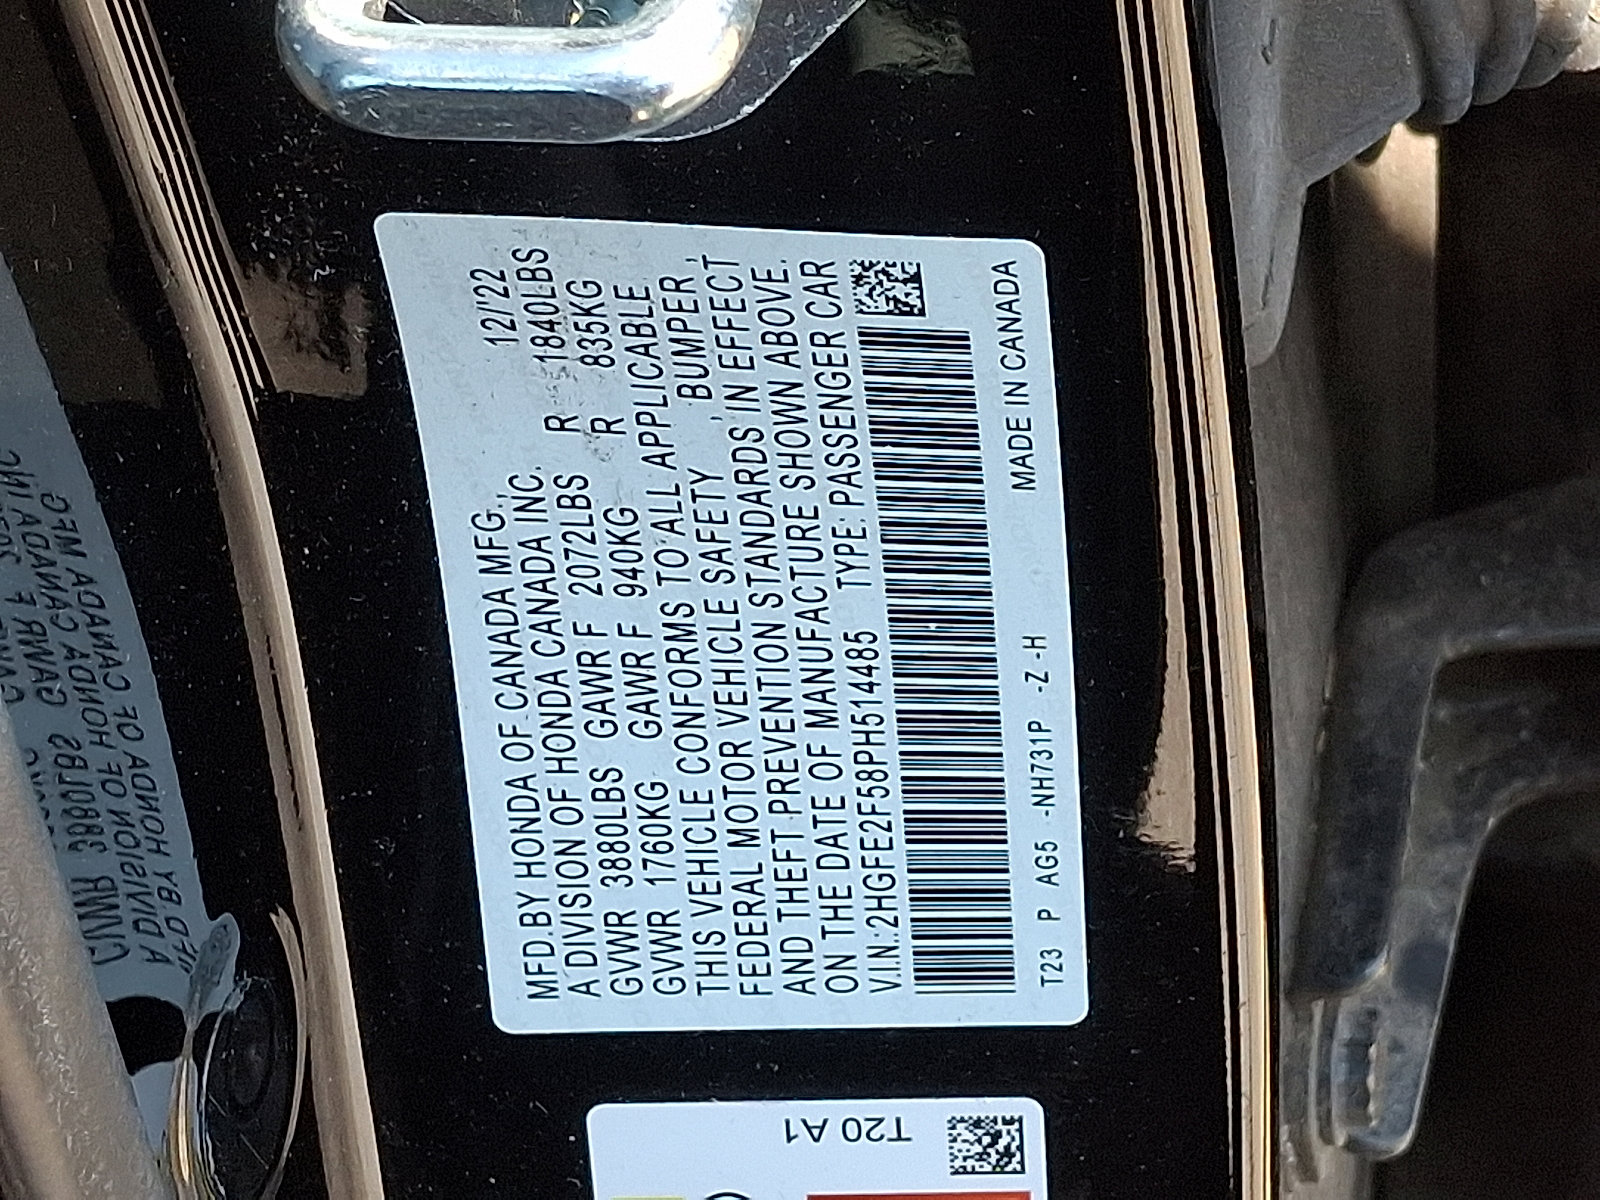 MFD.BY HONDA OF CANADA MFG., 12/'22
A DIVISION OF HONDA CANADA INC.
GVWR 3880LBS GAWR F 2072LBS R 1840LBS
GVWR 1760KG GAWR F 940KG R 835KG
THIS VEHICLE CONFORMS TO ALL APPLICABLE
FEDERAL MOTOR VEHICLE SAFETY, BUMPER,
AND THEFT PREVENTION STANDARDS IN EFFECT
ON THE DATE OF MANUFACTURE SHOWN ABOVE.
V.I.N.:2HGFE2F58PH514485 TYPE: PASSENGER CAR
T23 P AG5 -NH731P -Z -H MADE IN CANADA
T20 A1